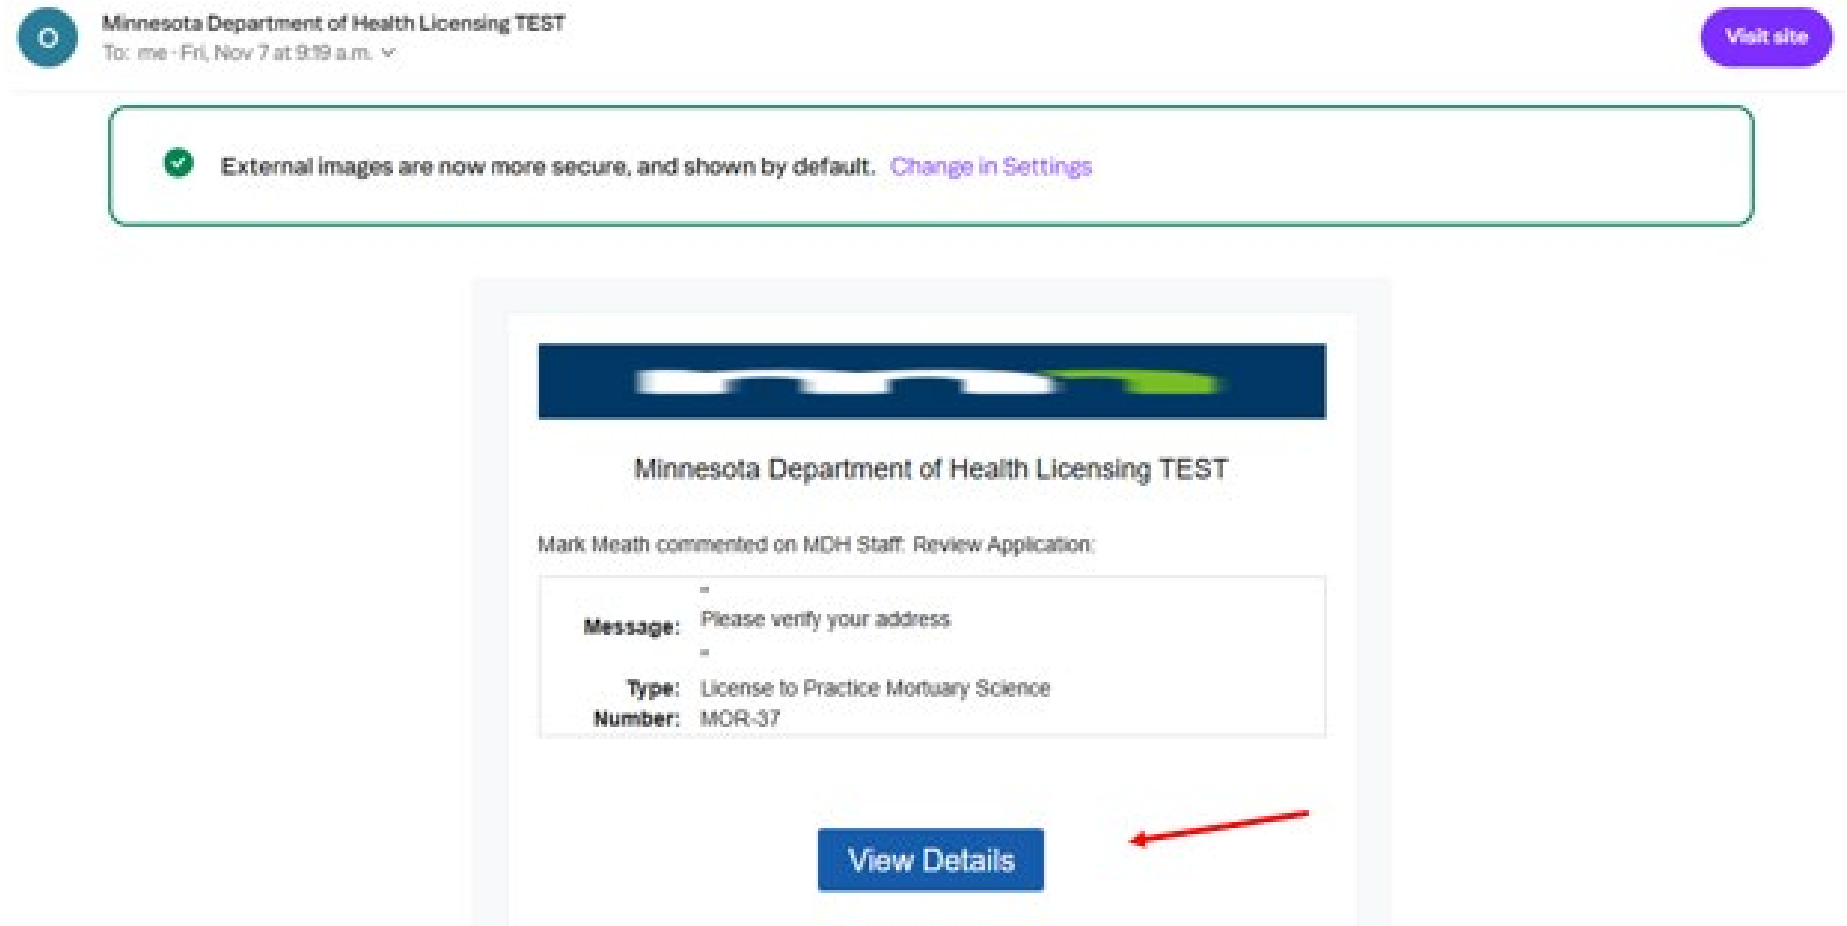 O
Minnesota Department of Health Licensing TEST
To: me - Fri, Nov 7 at 9:19 a.m.
Visit site
External images are now more secure, and shown by default. Change in Settings
mn
Minnesota Department of Health Licensing TEST
Mark Meath commented on MDH Staff: Review Application:
"
Message: Please verify your address
"
Type: License to Practice Mortuary Science
Number: MOR-37
View Details